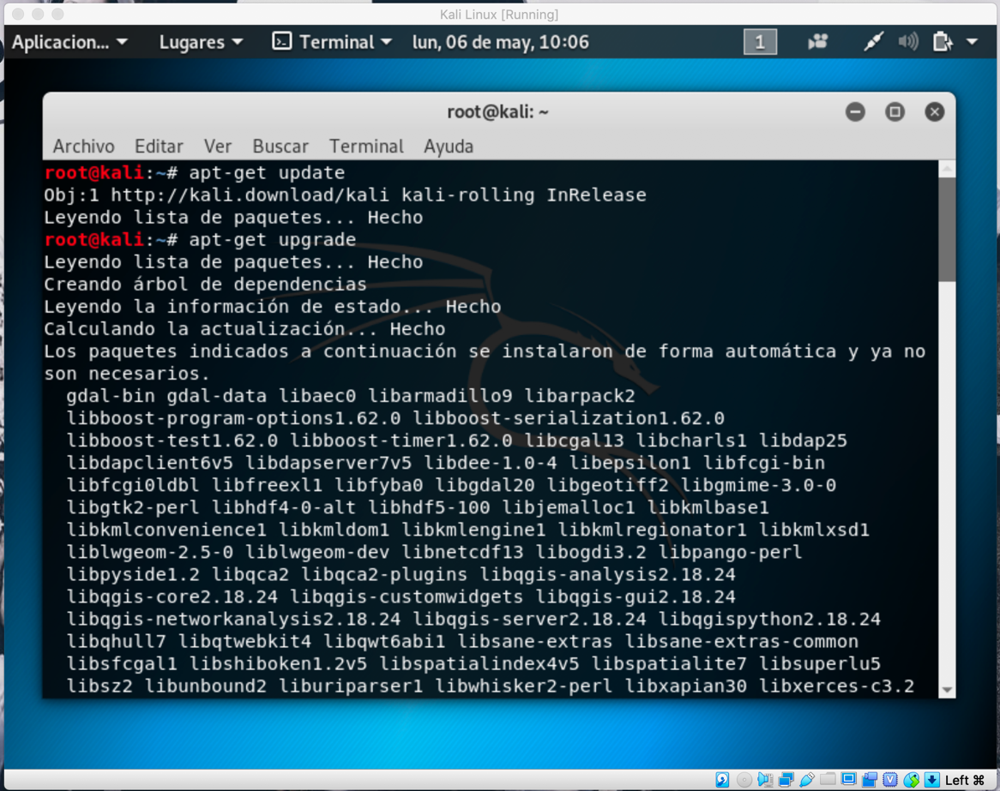 Kali Linux [Running]
Aplicacion... Lugares Terminal lun, 06 de may, 10:06 1
root@kali: ~
Archivo Editar Ver Buscar Terminal Ayuda
root@kali:~# apt-get update
Obj:1 http://kali.download/kali kali-rolling InRelease
Leyendo lista de paquetes... Hecho
root@kali:~# apt-get upgrade
Leyendo lista de paquetes... Hecho
Creando árbol de dependencias
Leyendo la información de estado... Hecho
Calculando la actualización... Hecho
Los paquetes indicados a continuación se instalaron de forma automática y ya no
son necesarios.
gdal-bin gdal-data libaec0 libarmadillo9 libarpack2
libboost-program-options1.62.0 libboost-serialization1.62.0
libboost-test1.62.0 libboost-timer1.62.0 libcgal13 libcharls1 libdap25
libdapclient6v5 libdapserver7v5 libdee-1.0-4 libepsilon1 libfcgi-bin
libfcgi0ldbl libfreexl1 libfyba0 libgdal20 libgeotiff2 libgmime-3.0-0
libgtk2-perl libhdf4-0-alt libhdf5-100 libjemalloc1 libkmlbase1
libkmlconvenience1 libkmldom1 libkmlengine1 libkmlregionator1 libkmlxsd1
liblwgeom-2.5-0 liblwgeom-dev libnetcdf13 libogdi3.2 libpango-perl
libpyside1.2 libqca2 libqca2-plugins libqgis-analysis2.18.24
libqgis-core2.18.24 libqgis-customwidgets libqgis-gui2.18.24
libqgis-networkanalysis2.18.24 libqgis-server2.18.24 libqgispython2.18.24
libqhull7 libqtwebkit4 libqwt6abi1 libsane-extras libsane-extras-common
libsfcgal1 libshiboken1.2v5 libspatialindex4v5 libspatialite7 libsuperlu5
libsz2 libunbound2 liburiparser1 libwhisker2-perl libxapian30 libxerces-c3.2
Left ⌘